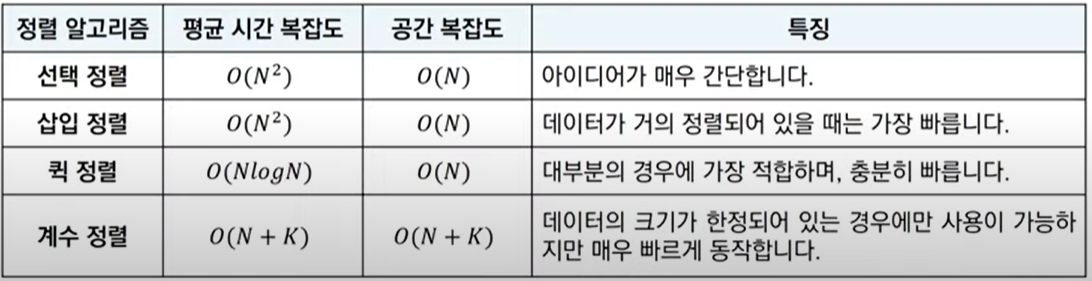 정렬 알고리즘 평균 시간 복잡도 공간 복잡도 특징
선택 정렬 O(N²) O(N) 아이디어가 매우 간단합니다.
삽입 정렬 O(N²) O(N) 데이터가 거의 정렬되어 있을 때는 가장 빠릅니다.
퀵 정렬 O(NlogN) O(N) 대부분의 경우에 가장 적합하며, 충분히 빠릅니다.
계수 정렬 O(N + K) O(N + K) 데이터의 크기가 한정되어 있는 경우에만 사용이 가능하
지만 매우 빠르게 동작합니다.